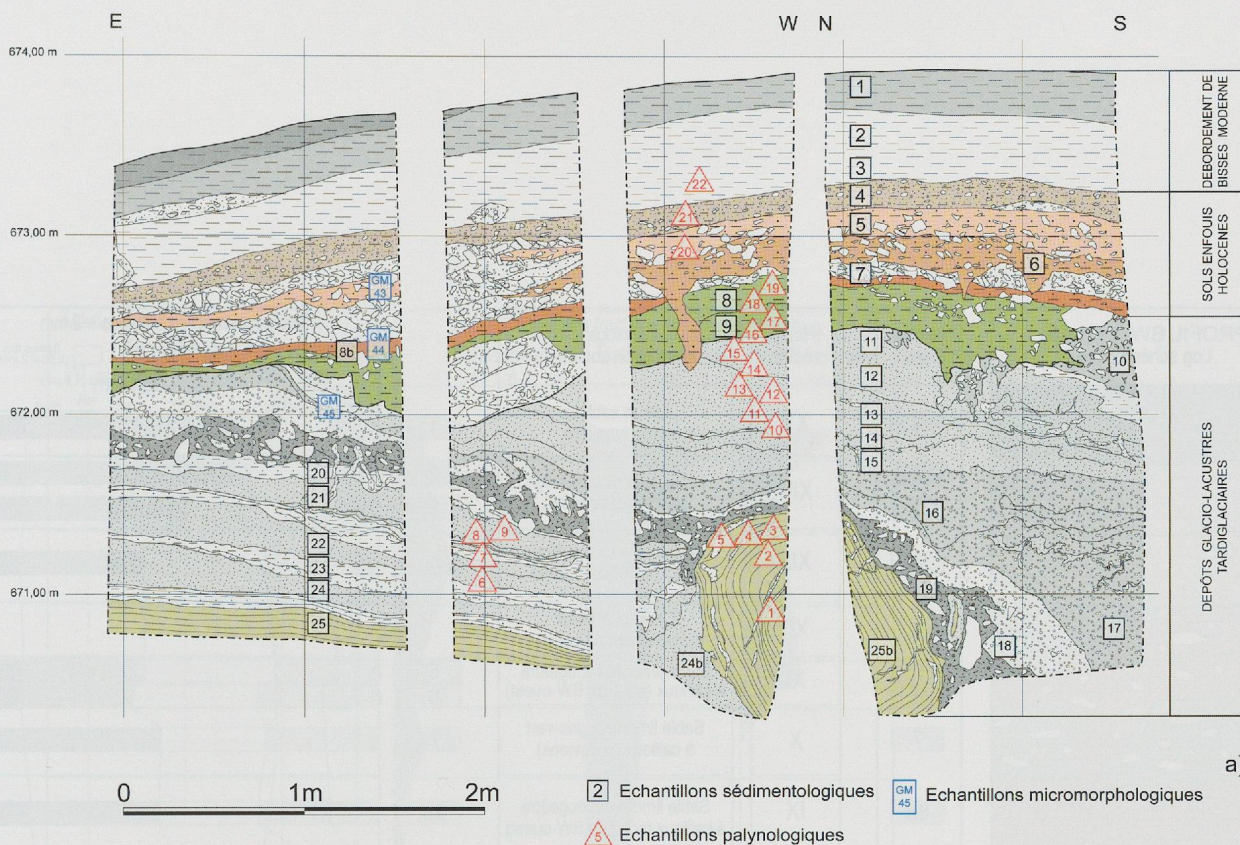 E
W
N
S
674,00 m
673,00 m
672,00 m
671,00 m
1
2
3
4
5
6
7
8
9
8b
10
11
12
13
14
15
16
17
18
19
20
21
22
23
24
25
24b
25b
22
21
20
19
18
17
16
15
14
13
12
11
10
9
8
7
6
5
4
3
2
1
GM
43
GM
44
GM
45
DEBORDEMENT DE
BISSES MODERNE
SOLS ENFOUIS
HOLOCENES
DEPÔTS GLACIO-LACUSTRES
TARDIGLACIAIRES
a)
0 1m 2m
2 Echantillons sédimentologiques
GM
45 Echantillons micromorphologiques
5 Echantillons palynologiques